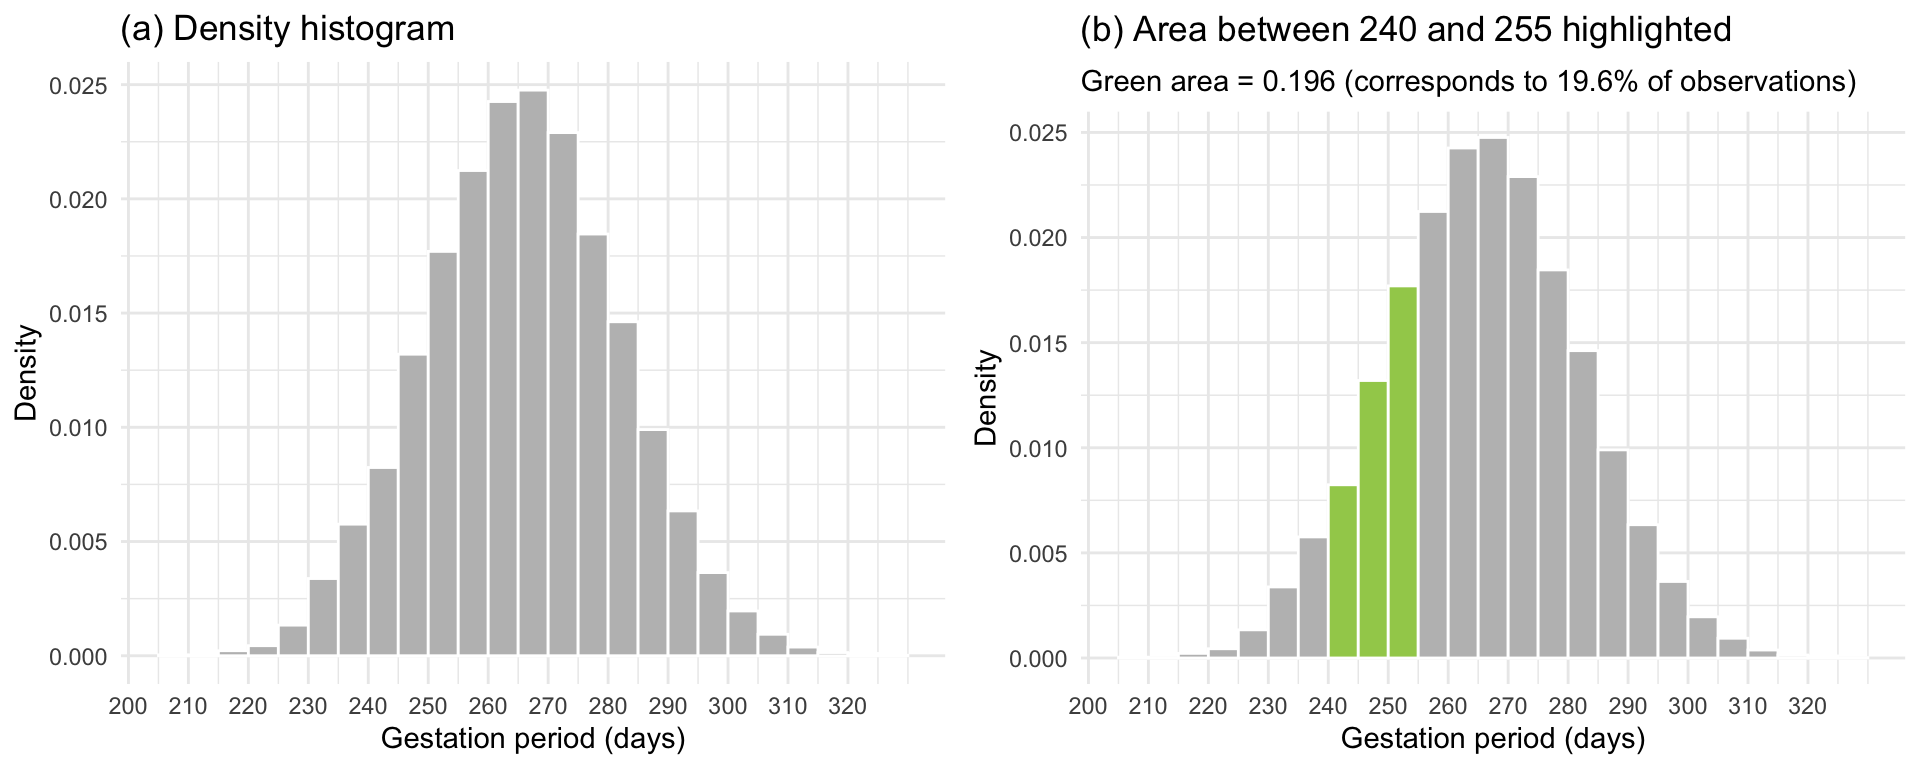 (a) Density histogram
0.025
0.020
0.015
0.010
0.005
0.000
Density
200 210 220 230 240 250 260 270 280 290 300 310 320
Gestation period (days)
(b) Area between 240 and 255 highlighted
Green area = 0.196 (corresponds to 19.6% of observations)
0.025
0.020
0.015
0.010
0.005
0.000
Density
200 210 220 230 240 250 260 270 280 290 300 310 320
Gestation period (days)